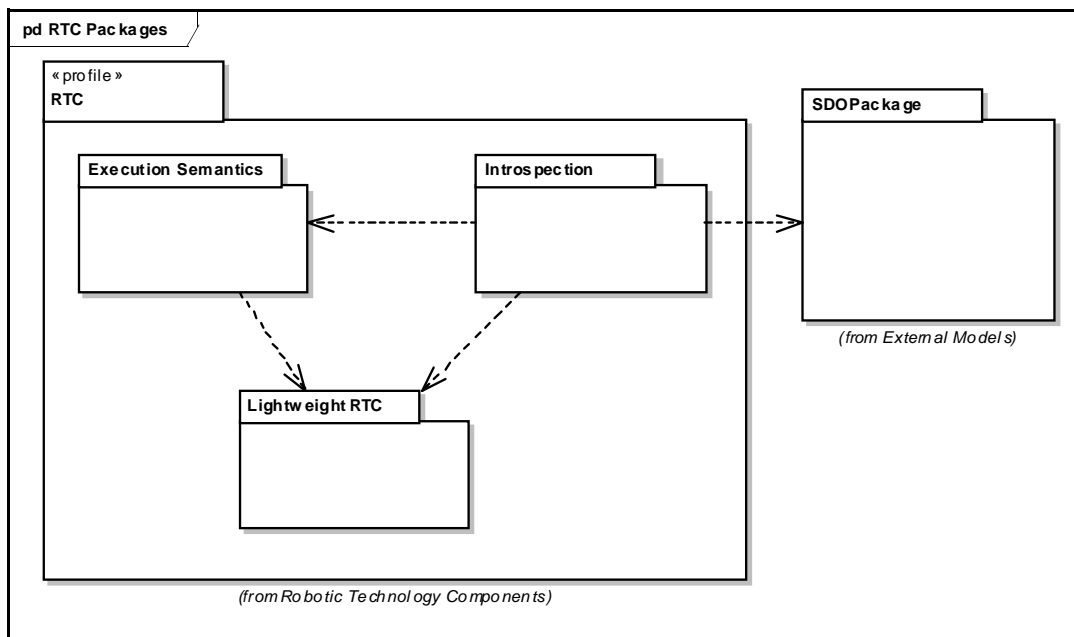 pd RTC Packages
«profile»
RTC
SDOPackage
Execution Semantics
Introspection
(from External Models)
Lightweight RTC
(from Robotic Technology Components)